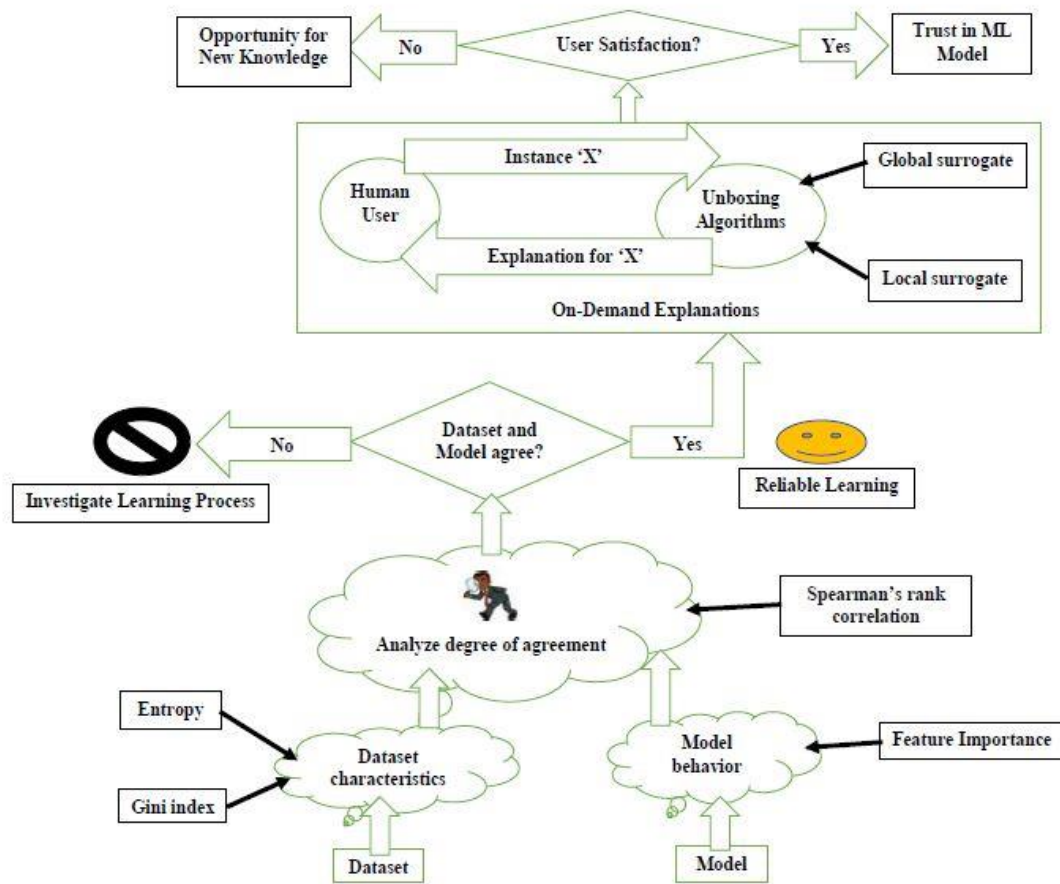 Opportunity for
New Knowledge
No
User Satisfaction?
Yes
Trust in ML
Model
Instance ‘X’
Human
User
Unboxing
Algorithms
Global surrogate
Explanation for ‘X’
Local surrogate
On-Demand Explanations
No
Dataset and
Model agree?
Yes
Investigate Learning Process
Reliable Learning
Analyze degree of agreement
Spearman’s rank
correlation
Entropy
Gini index
Dataset
characteristics
Model
behavior
Feature Importance
Dataset
Model